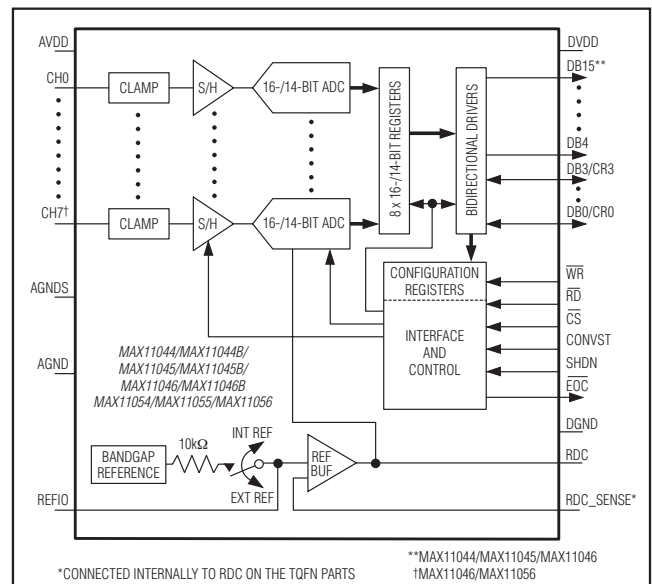 AVDD
DVDD
CH0
CLAMP
S/H
16-/14-BIT ADC
8 x 16-/14-BIT REGISTERS
BIDIRECTIONAL DRIVERS
DB15**
DB4
DB3/CR3
DB0/CR0
CH7†
CLAMP
S/H
16-/14-BIT ADC
CONFIGURATION
REGISTERS
INTERFACE
AND
CONTROL
WR
RD
CS
CONVST
SHDN
EOC
AGNDS
AGND
MAX11044/MAX11044B/
MAX11045/MAX11045B/
MAX11046/MAX11046B
MAX11054/MAX11055/MAX11056
DGND
BANDGAP
REFERENCE
10kΩ
INT REF
EXT REF
REF
BUF
RDC
REFIO
RDC_SENSE*
*CONNECTED INTERNALLY TO RDC ON THE TQFN PARTS
**MAX11044/MAX11045/MAX11046
†MAX11046/MAX11056